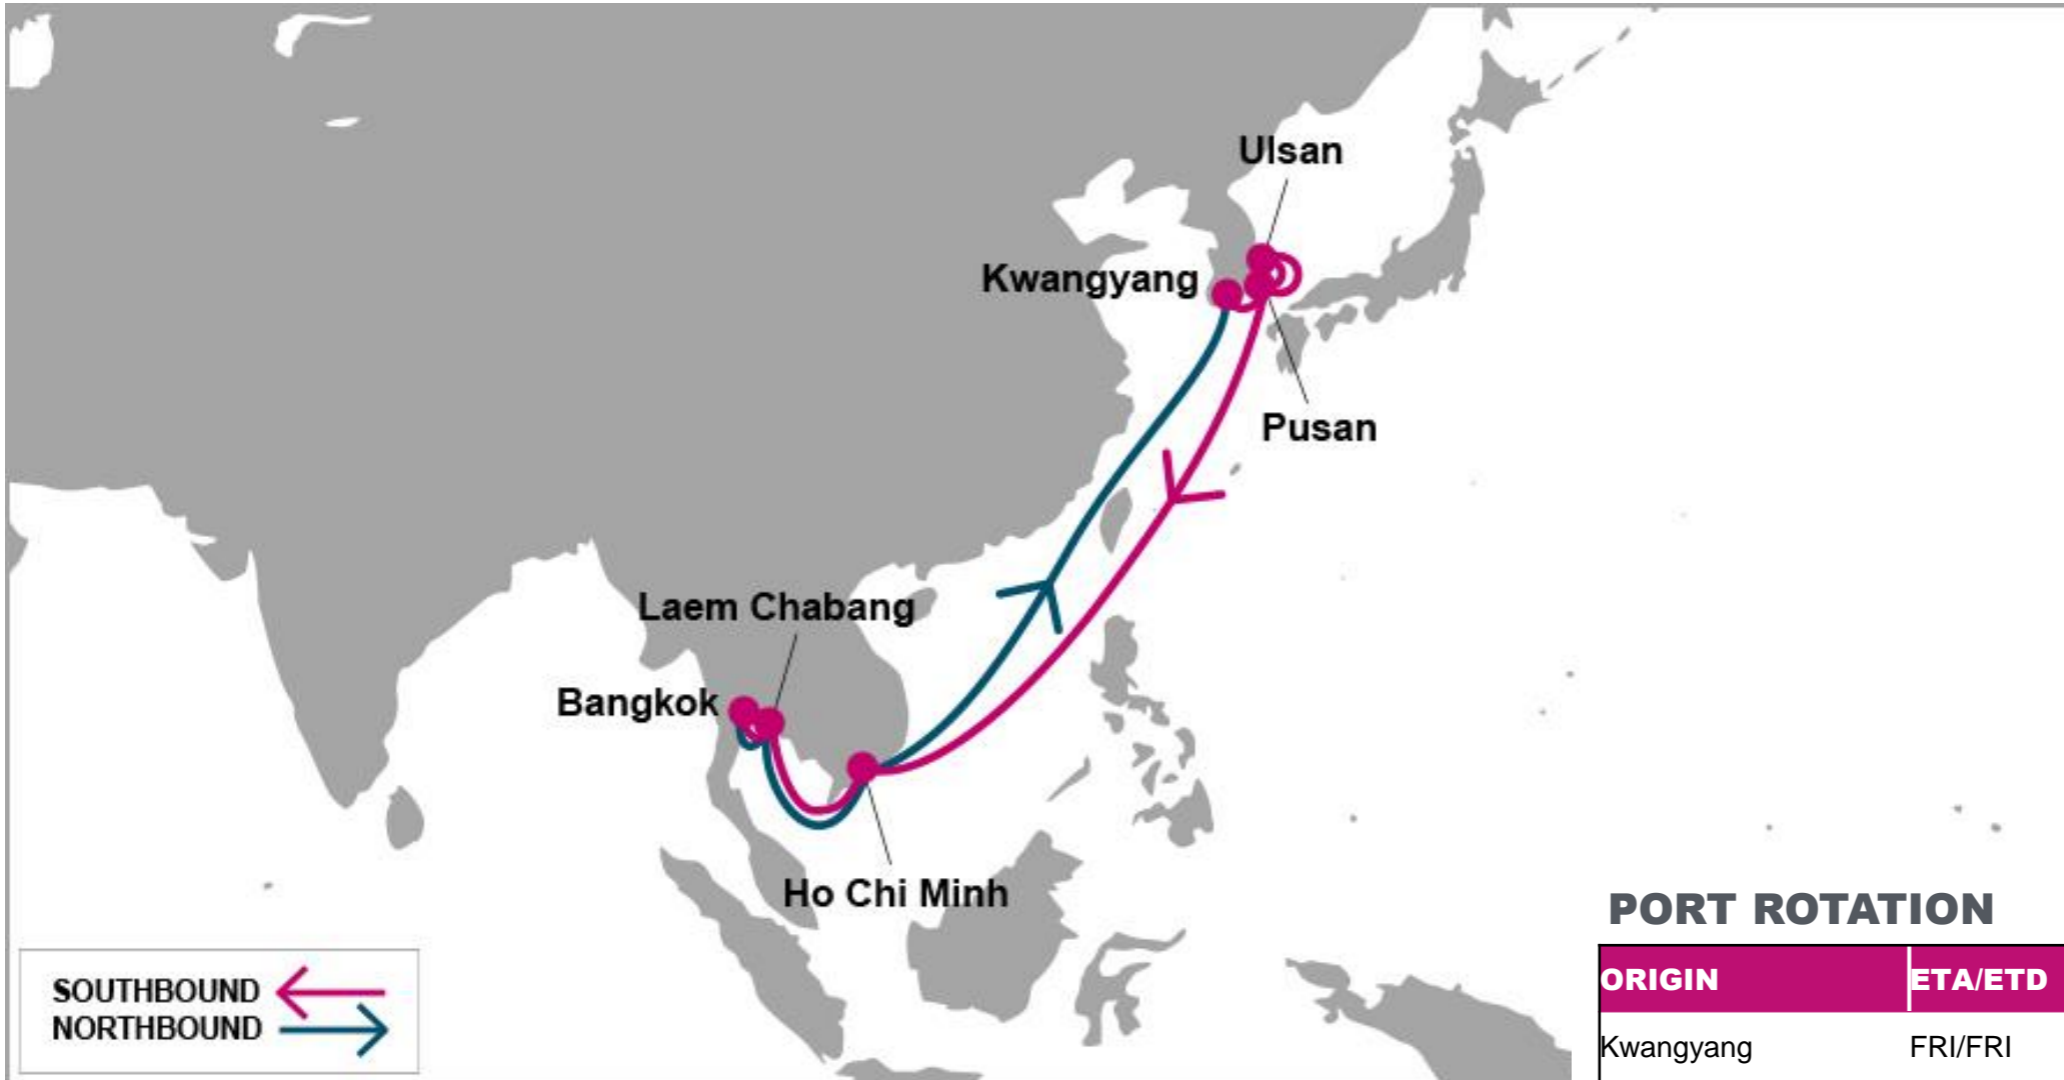 Ulsan
Kwangyang
Pusan
Laem Chabang
Bangkok
Ho Chi Minh
SOUTHBOUND
NORTHBOUND
PORT ROTATION
ORIGIN ETA/ETD
Kwangyang FRI/FRI